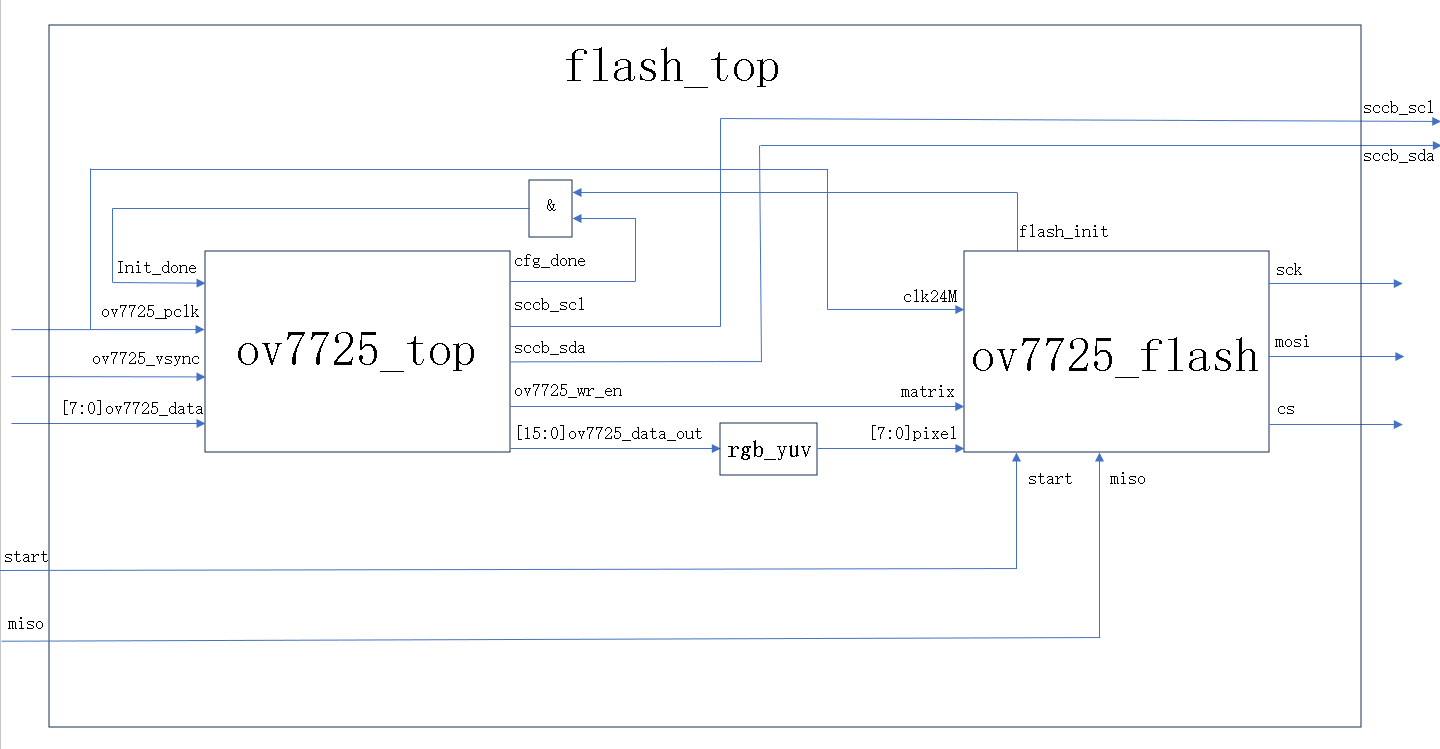 flash_top
sccb_scl
sccb_sda
&
flash_init
Init_done
cfg_done
sck
clk24M
sccb_scl
ov7725_pclk
mosi
sccb_sda
ov7725_top
ov7725_flash
ov7725_vsync
ov7725_wr_en
matrix
cs
[7:0]ov7725_data
[15:0]ov7725_data_out
[7:0]pixel
rgb_yuv
start
miso
start
miso